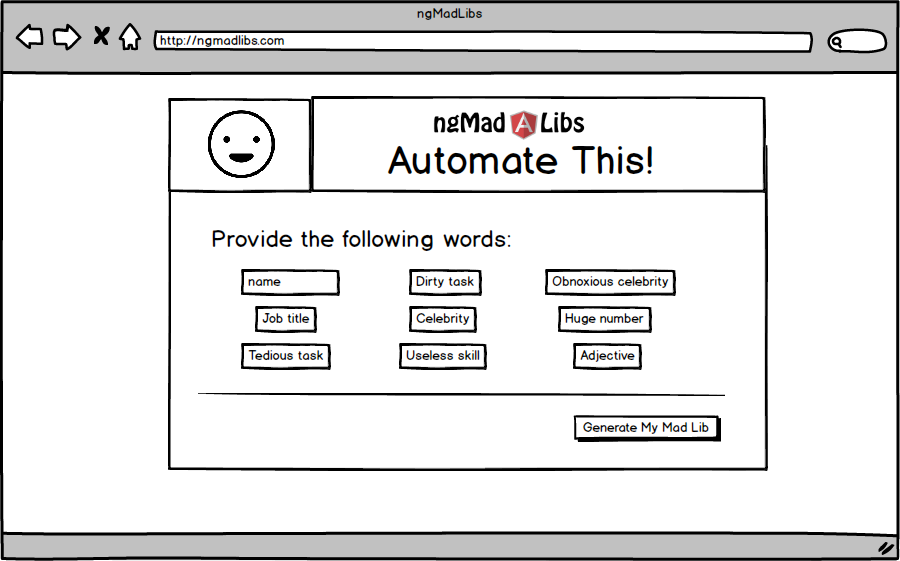 ngMadLibs
http://ngmadlibs.com
ngMad A Libs
Automate This!
Provide the following words:
name Dirty task Obnoxious celebrity
Job title Celebrity Huge number
Tedious task Useless skill Adjective
Generate My Mad Lib